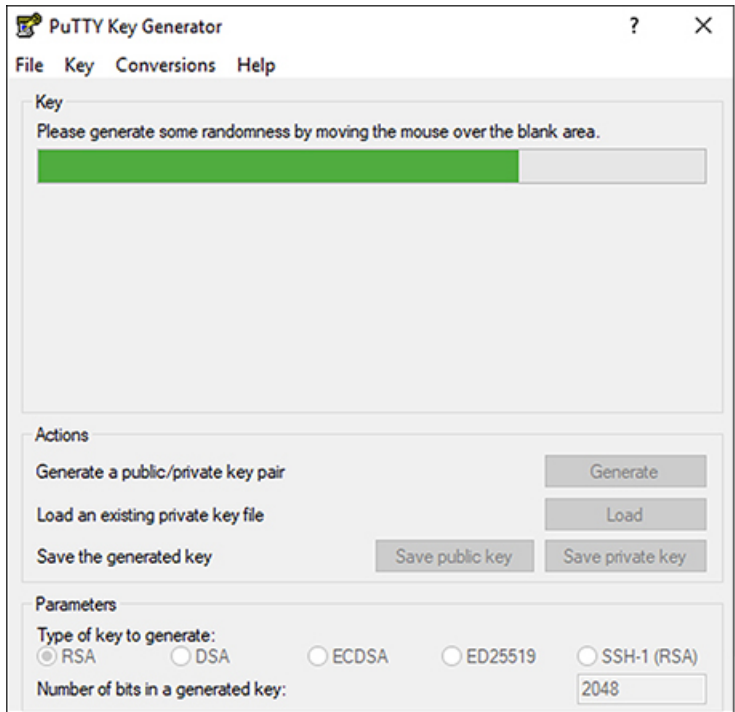 PuTTY Key Generator ? ×
File Key Conversions Help
Key
Please generate some randomness by moving the mouse over the blank area.
Actions
Generate a public/private key pair Generate
Load an existing private key file Load
Save the generated key Save public key Save private key
Parameters
Type of key to generate:
RSA DSA ECDSA ED25519 SSH-1 (RSA)
Number of bits in a generated key: 2048